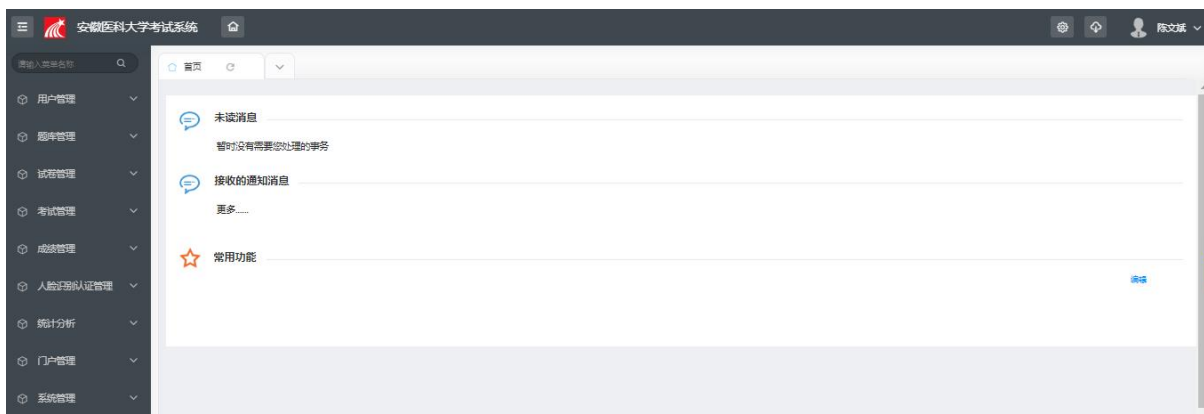 安徽医科大学考试系统
陈文斌
请输入菜单名称
首页
用户管理
题库管理
试卷管理
考试管理
成绩管理
人脸识别认证管理
统计分析
门户管理
系统管理
未读消息
暂时没有需要您处理的事务
接收的通知消息
更多......
常用功能
编辑